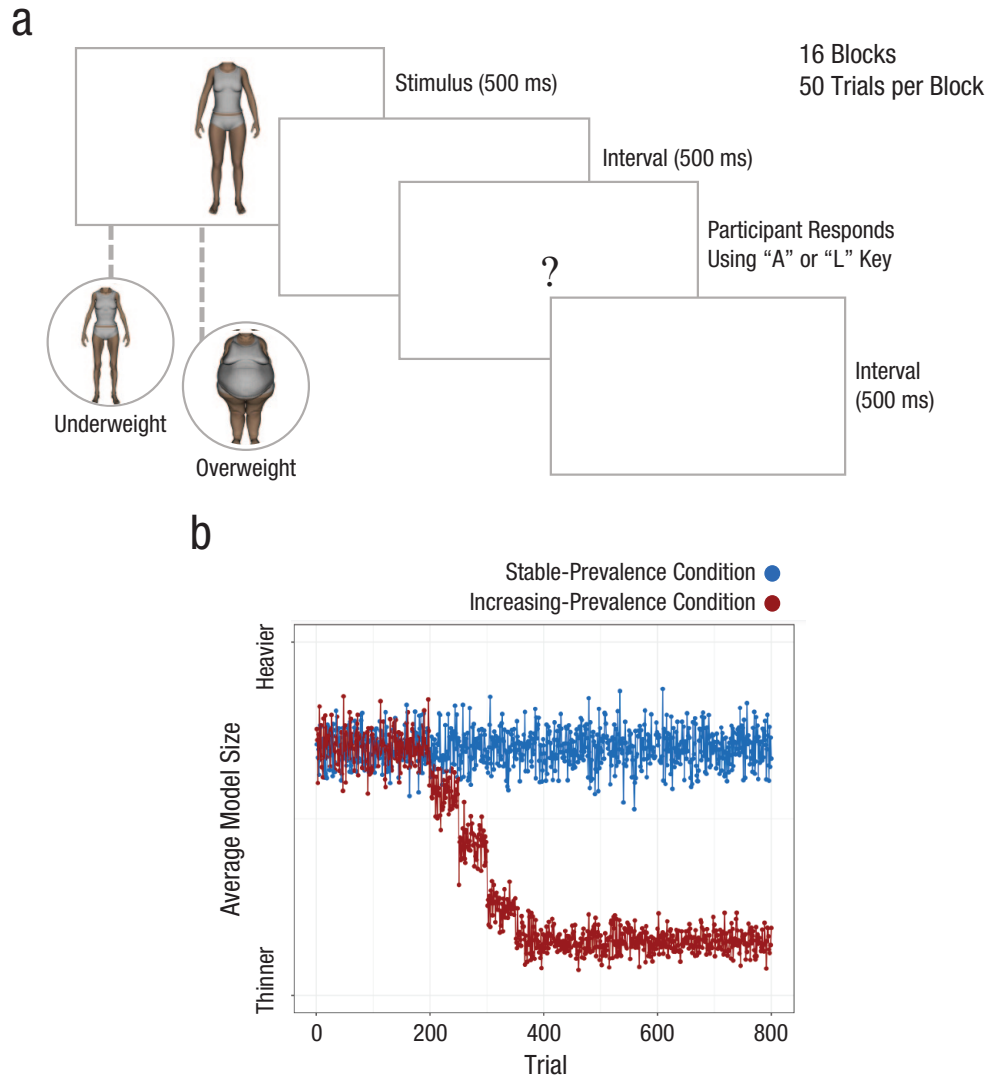 a
16 Blocks
50 Trials per Block
Stimulus (500 ms)
Interval (500 ms)
Participant Responds
Using “A” or “L” Key
?
Interval
(500 ms)
Underweight
Overweight
b
Stable-Prevalence Condition
Increasing-Prevalence Condition
Heavier
Average Model Size
Thinner
0 200 400 600 800
Trial